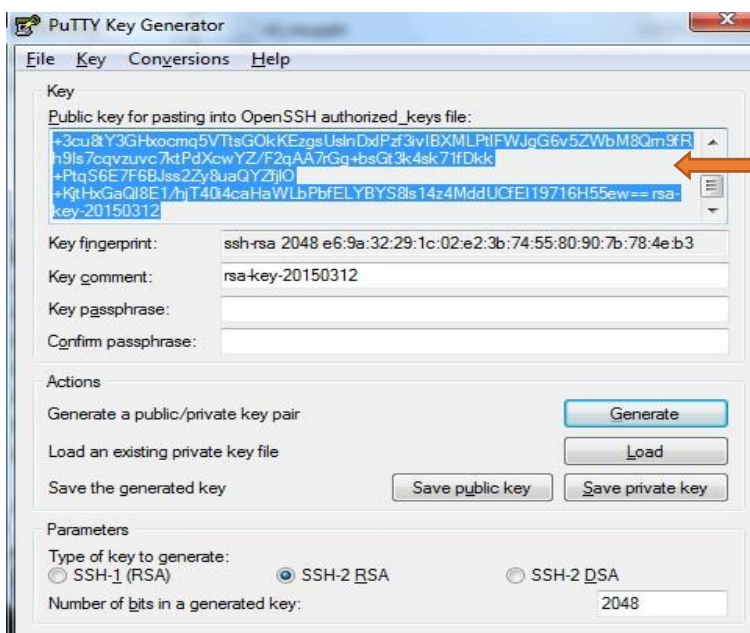 PuTTY Key Generator
File Key Conversions Help
Key
Public key for pasting into OpenSSH authorized_keys file:
+3cu8tY3GHxocmq5VTtsGOkKEzgsUslnDxlPzf3ivIBXMLPtlFWJgG6v5ZWbM8Qm9fR
h9ls7cqvzuvc7ktPdXcwYZ/F2qAA7rGg+bsGt3k4sk71fDkk
+PtqS6E7F6BJss2Zy8uaQYZfjlO
+KjtHxGaQl8E1/hjT40i4caHaWLbPbfELYBYS8ls14z4MddUCfEI19716H55ew== rsa-
key-20150312
Key fingerprint: ssh-rsa 2048 e6:9a:32:29:1c:02:e2:3b:74:55:80:90:7b:78:4e:b3
Key comment: rsa-key-20150312
Key passphrase:
Confirm passphrase:
Actions
Generate a public/private key pair Generate
Load an existing private key file Load
Save the generated key Save public key Save private key
Parameters
Type of key to generate:
SSH-1 (RSA) SSH-2 RSA SSH-2 DSA
Number of bits in a generated key: 2048